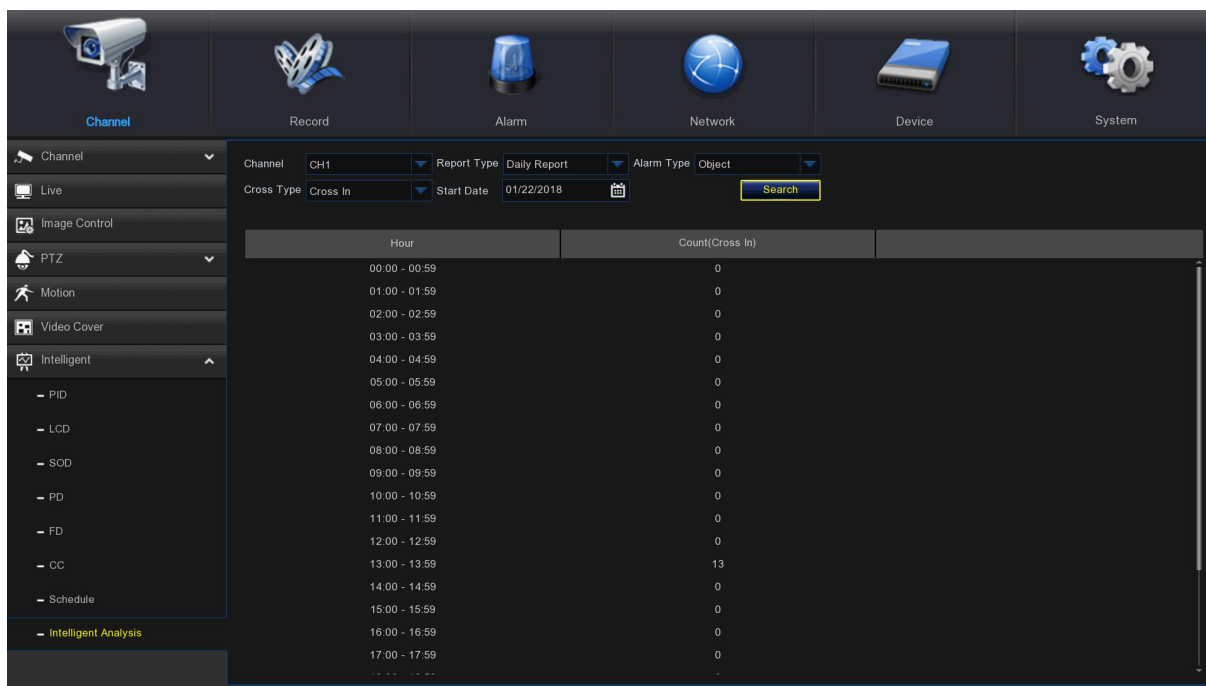 Channel Record Alarm Network Device System
Channel
Live
Image Control
PTZ
Motion
Video Cover
Intelligent
PID
LCD
SOD
PD
FD
CC
Schedule
Intelligent Analysis
Channel CH1 Report Type Daily Report Alarm Type Object
Cross Type Cross In Start Date 01/22/2018 Search
Hour Count(Cross In)
00:00 - 00:59 0
01:00 - 01:59 0
02:00 - 02:59 0
03:00 - 03:59 0
04:00 - 04:59 0
05:00 - 05:59 0
06:00 - 06:59 0
07:00 - 07:59 0
08:00 - 08:59 0
09:00 - 09:59 0
10:00 - 10:59 0
11:00 - 11:59 0
12:00 - 12:59 0
13:00 - 13:59 13
14:00 - 14:59 0
15:00 - 15:59 0
16:00 - 16:59 0
17:00 - 17:59 0